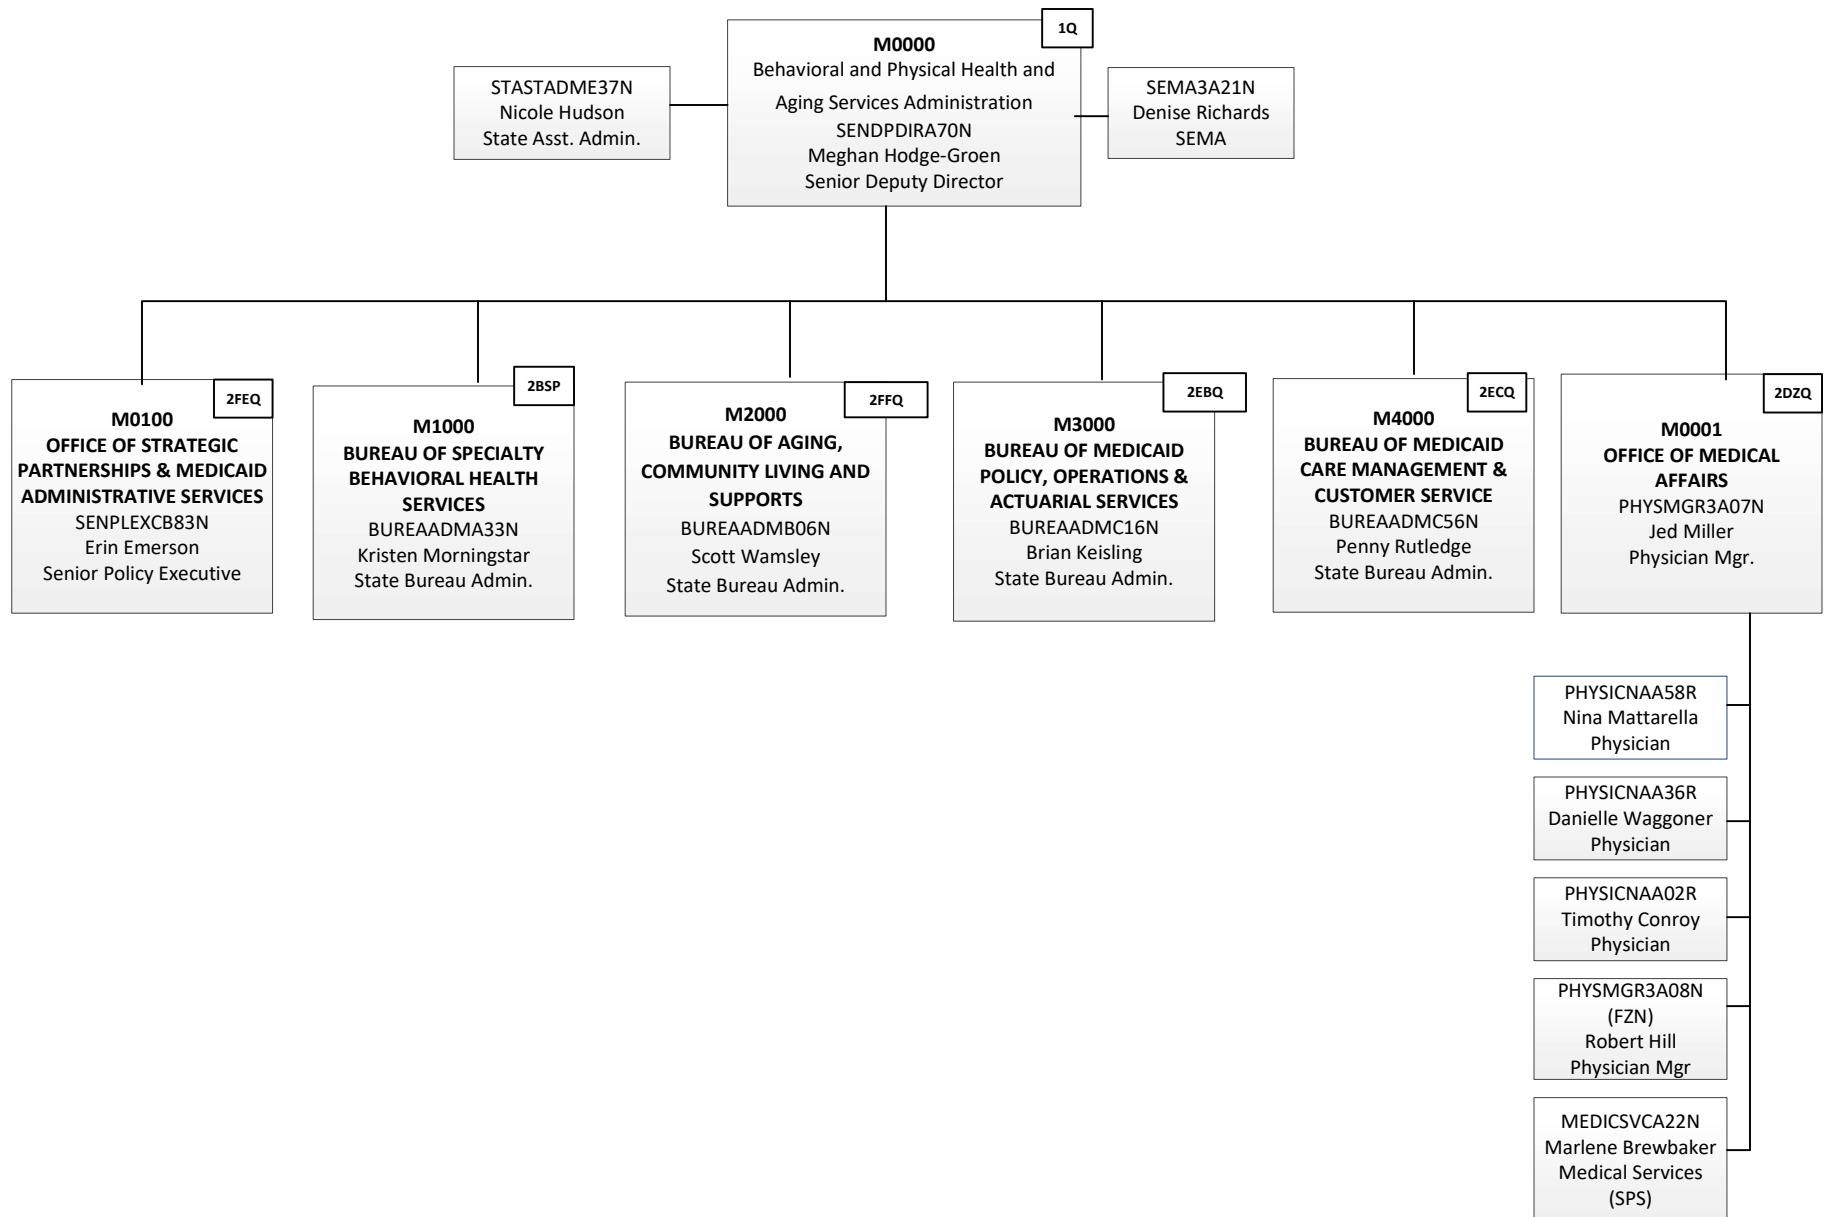 1Q
M0000
Behavioral and Physical Health and
Aging Services Administration
SENDPDIRA70N
Meghan Hodge-Groen
Senior Deputy Director
STASTADME37N
Nicole Hudson
State Asst. Admin.
SEMA3A21N
Denise Richards
SEMA
2FEQ
M0100
OFFICE OF STRATEGIC
PARTNERSHIPS & MEDICAID
ADMINISTRATIVE SERVICES
SENPLEXCB83N
Erin Emerson
Senior Policy Executive
2BSP
M1000
BUREAU OF SPECIALTY
BEHAVIORAL HEALTH
SERVICES
BUREAADMA33N
Kristen Morningstar
State Bureau Admin.
2FFQ
M2000
BUREAU OF AGING,
COMMUNITY LIVING AND
SUPPORTS
BUREAADMB06N
Scott Wamsley
State Bureau Admin.
2EBQ
M3000
BUREAU OF MEDICAID
POLICY, OPERATIONS &
ACTUARIAL SERVICES
BUREAADMC16N
Brian Keisling
State Bureau Admin.
2ECQ
M4000
BUREAU OF MEDICAID
CARE MANAGEMENT &
CUSTOMER SERVICE
BUREAADMC56N
Penny Rutledge
State Bureau Admin.
2DZQ
M0001
OFFICE OF MEDICAL
AFFAIRS
PHYSMGR3A07N
Jed Miller
Physician Mgr.
PHYSICNAA58R
Nina Mattarella
Physician
PHYSICNAA36R
Danielle Waggoner
Physician
PHYSICNAA02R
Timothy Conroy
Physician
PHYSMGR3A08N
(FZN)
Robert Hill
Physician Mgr
MEDICSVCA22N
Marlene Brewbaker
Medical Services
(SPS)